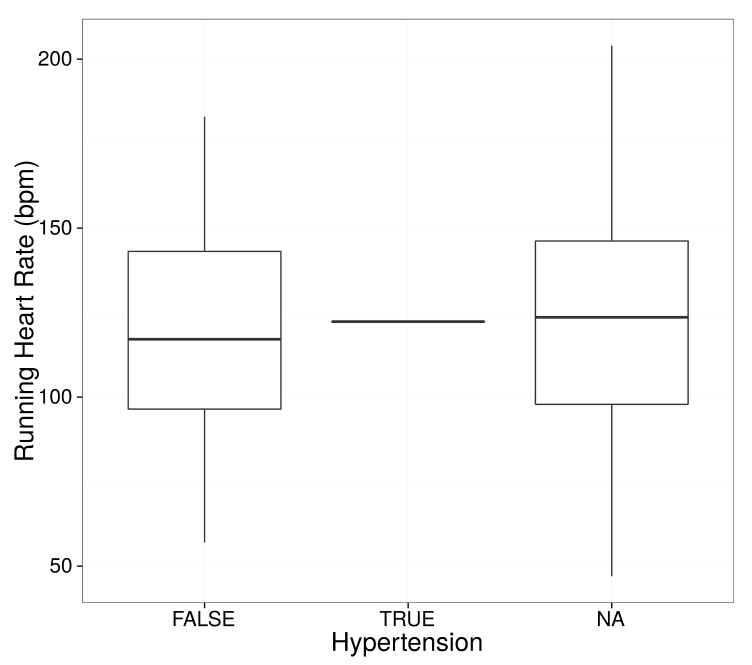 Running Heart Rate (bpm)
200
150
100
50
FALSE TRUE NA
Hypertension